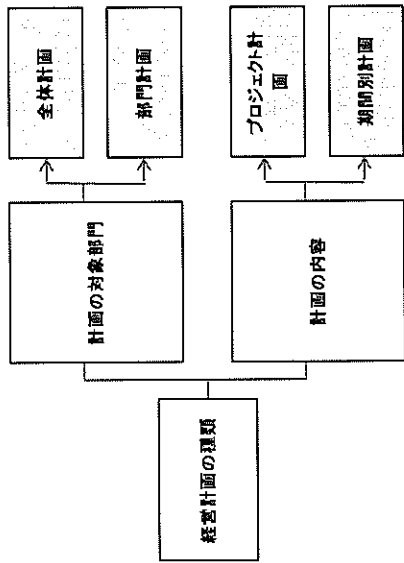 経営計画の種類
計画の対象部門
全体計画
部門計画
計画の内容
プロジェクト計
画
期間別計画